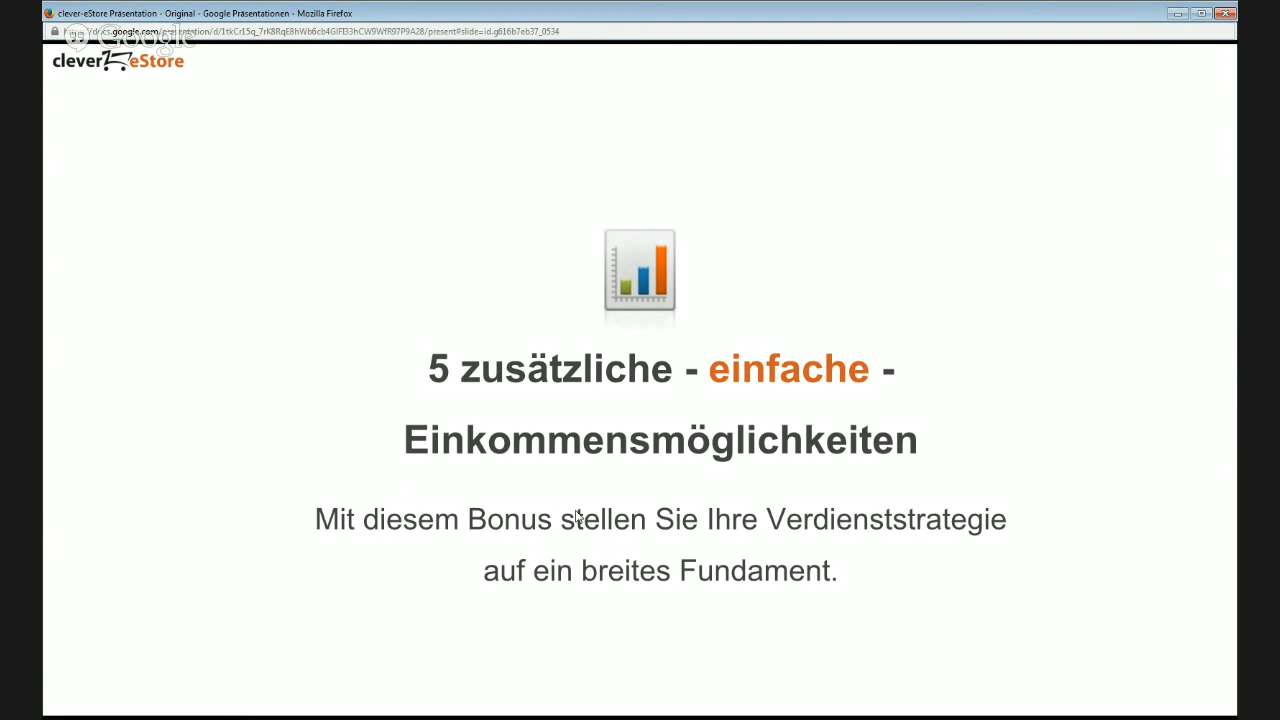 clever-eStore Präsentation - Original - Google Präsentationen - Mozilla Firefox
Google
clever eStore
5 zusätzliche - einfache -
Einkommensmöglichkeiten
Mit diesem Bonus stellen Sie Ihre Verdienststrategie
auf ein breites Fundament.